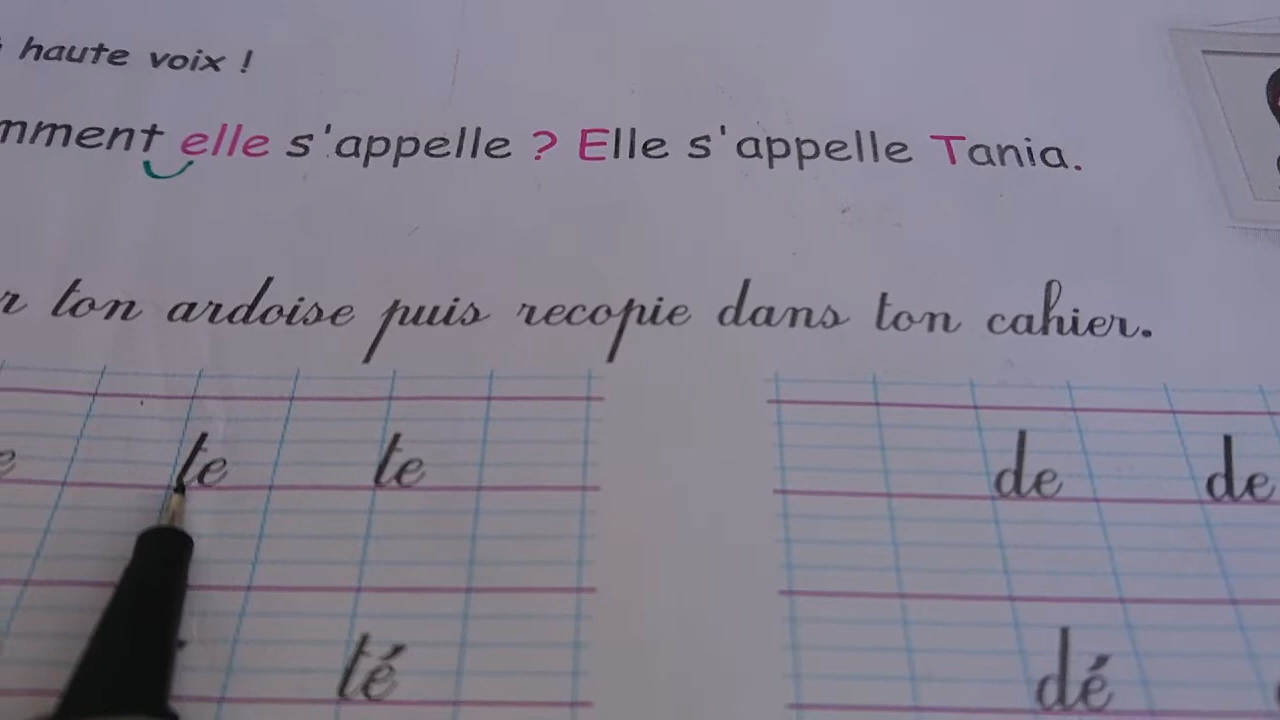 haute voix !
mment elle s'appelle ? Elle s'appelle Tania.
r ton ardoise puis recopie dans ton cahier.
e te te de de
té dé